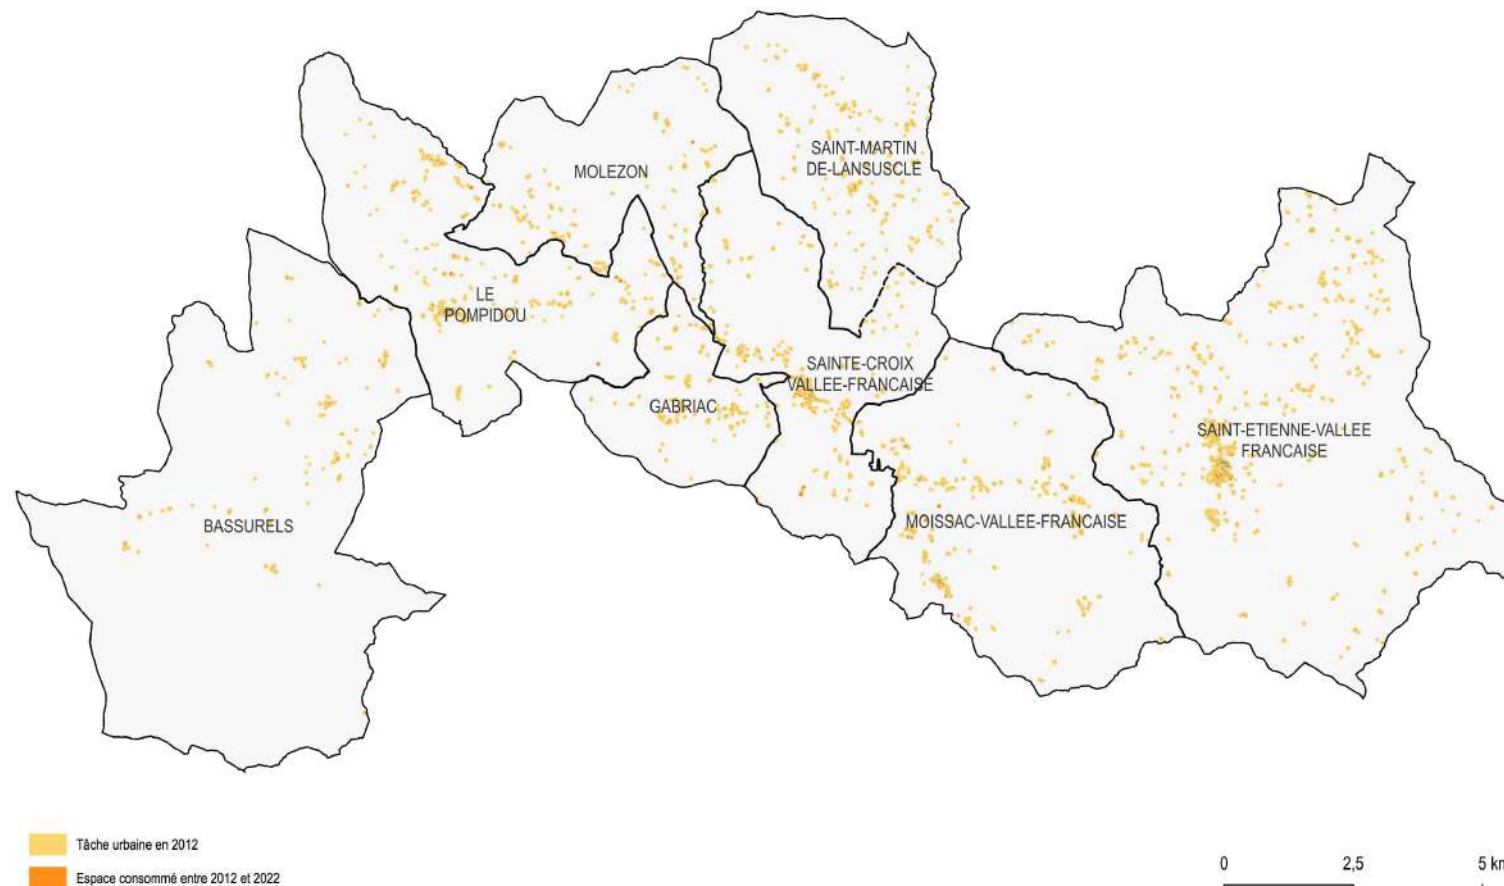 SAINT-MARTIN
DE-LANSUSCLE
MOLEZON
LE
POMPIDOU
SAINTE-CROIX
VALLEE-FRANCAISE
GABRIAC
SAINT-ETIENNE-VALLEE
FRANCAISE
BASSURELS
MOISSAC-VALLEE-FRANCAISE
Tâche urbaine en 2012
Espace consommé entre 2012 et 2022
0 2,5 5 km